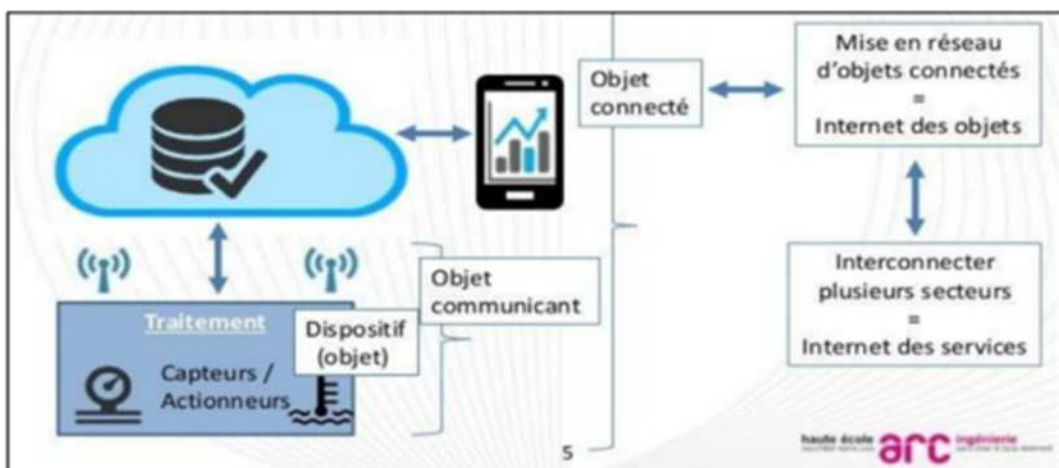 Objet
connecté
Mise en réseau
d'objets connectés
=
Internet des objets
Objet
communicant
Traitement
Dispositif
(objet)
Capteurs /
Actionneurs
Interconnecter
plusieurs secteurs
=
Internet des services
5
haute école
arc
ingénierie